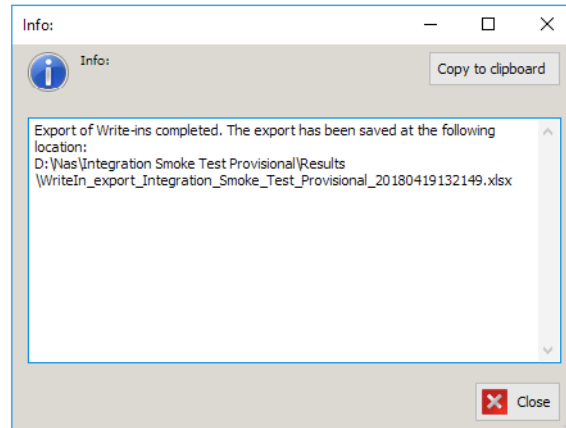 Info:
Info:
Copy to clipboard
Export of Write-ins completed. The export has been saved at the following
location:
D:\Nas\Integration Smoke Test Provisional\Results
\WriteIn_export_Integration_Smoke_Test_Provisional_20180419132149.xlsx
Close